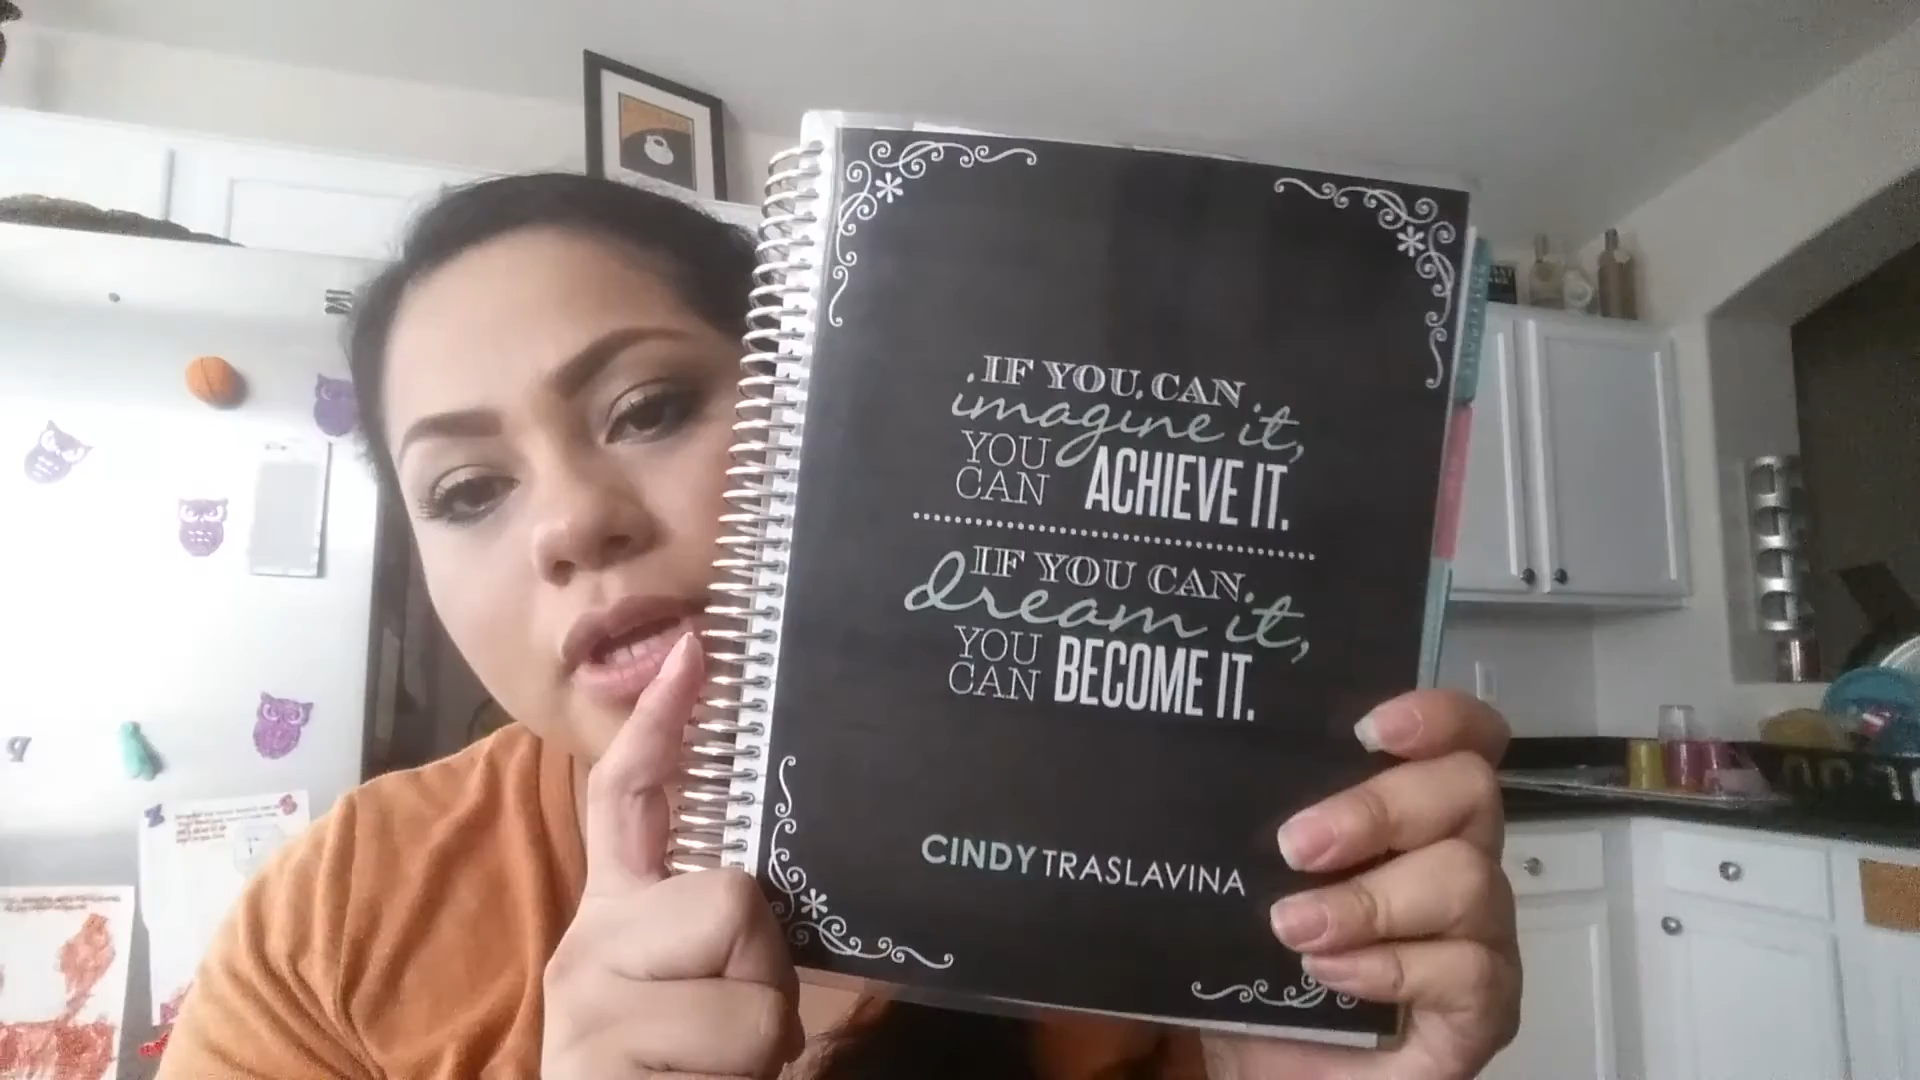 IF YOU CAN
imagine it,
YOU
CAN ACHIEVE IT.
IF YOU CAN
dream it,
YOU
CAN BECOME IT.
CINDY TRASLAVINA